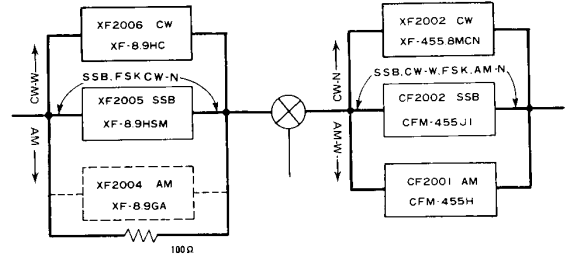 XF2006 CW
XF-8.9HC
CW-M
SSB, FSK CW-N
XF2005 SSB
XF-8.9HSM
AM
XF2004 AM
XF-8.9GA
100Ω
XF2002 CW
XF-455.8MCN
CW-N
SSB, CW-W, FSK, AM-N
CF2002 SSB
CFM-455J1
AM-W
CF2001 AM
CFM-455H